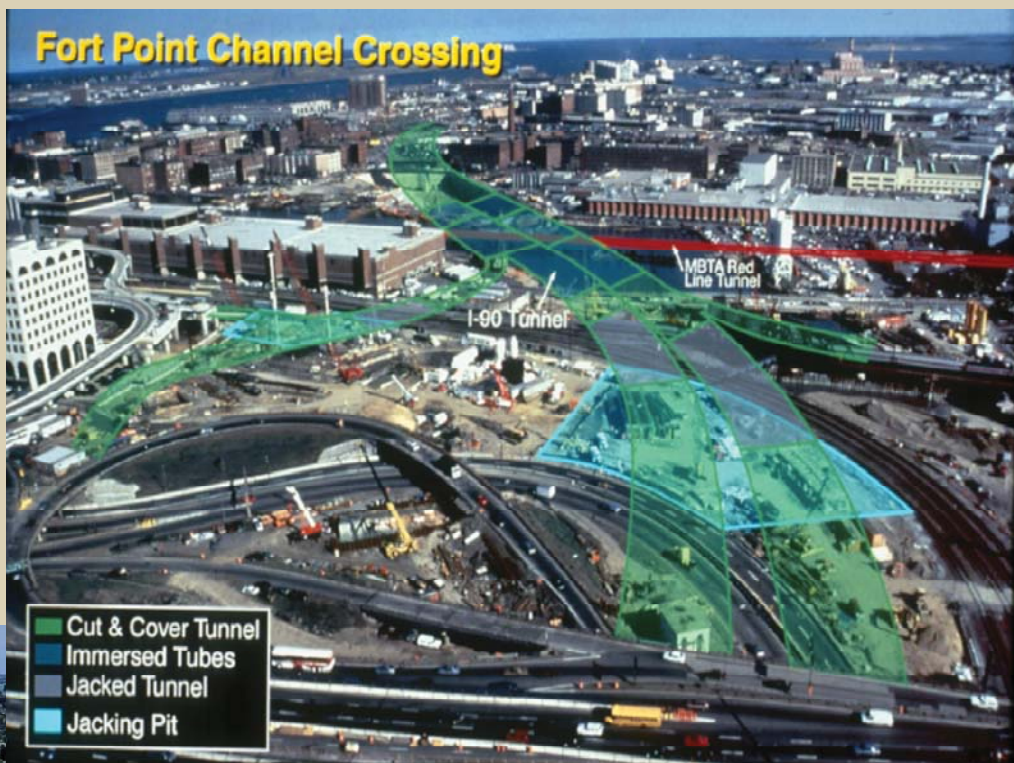 Fort Point Channel Crossing
MBTA Red
Line Tunnel
I-90 Tunnel
Cut & Cover Tunnel
Immersed Tubes
Jacked Tunnel
Jacking Pit